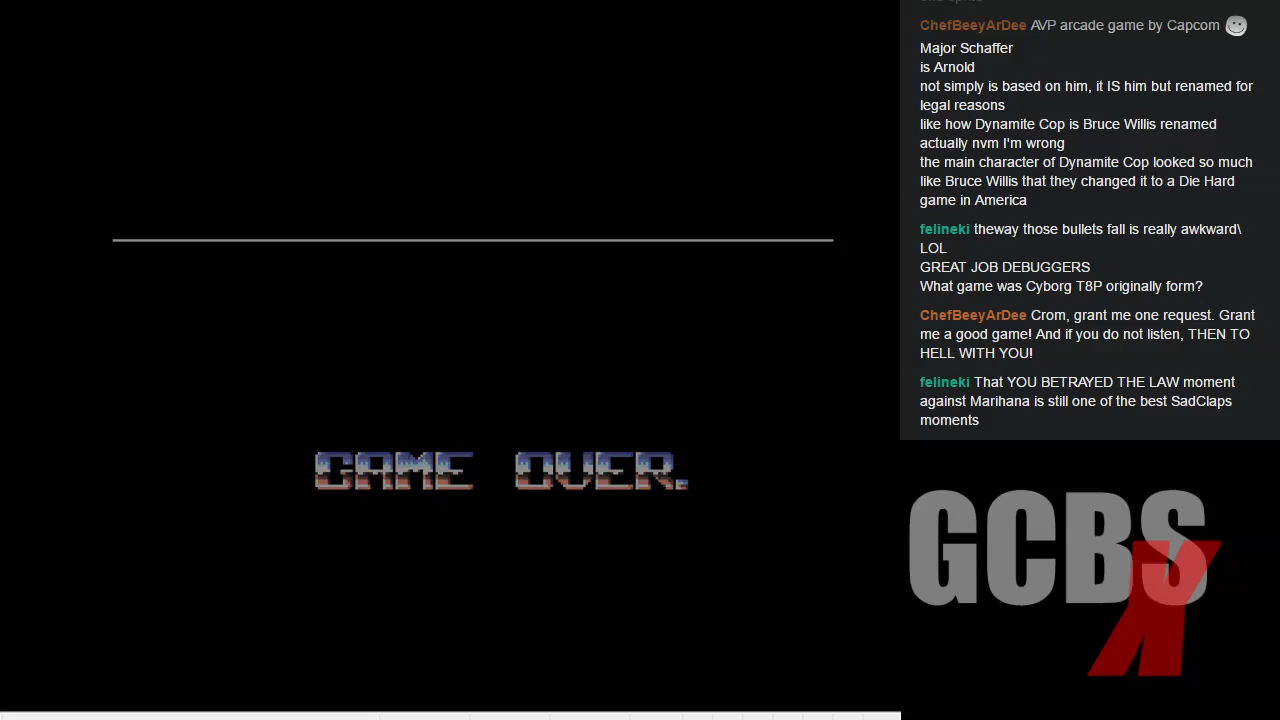 ChefBeeyArDee AVP arcade game by Capcom
Major Schaffer
is Arnold
not simply is based on him, it IS him but renamed for
legal reasons
like how Dynamite Cop is Bruce Willis renamed
actually nvm I'm wrong
the main character of Dynamite Cop looked so much
like Bruce Willis that they changed it to a Die Hard
game in America
felineki theway those bullets fall is really awkward\
LOL
GREAT JOB DEBUGGERS
What game was Cyborg T8P originally form?
ChefBeeyArDee Crom, grant me one request. Grant
me a good game! And if you do not listen, THEN TO
HELL WITH YOU!
felineki That YOU BETRAYED THE LAW moment
against Marihana is still one of the best SadClaps
moments
GAME OVER.
GCBS